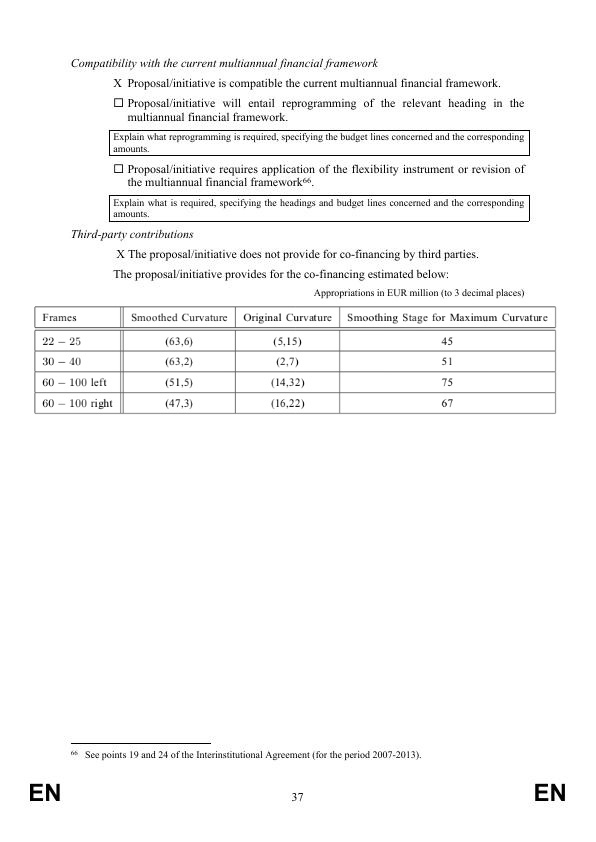 Compatibility with the current multiannual financial framework
X Proposal/initiative is compatible the current multiannual financial framework.
☐ Proposal/initiative will entail reprogramming of the relevant heading in the
multiannual financial framework.
Explain what reprogramming is required, specifying the budget lines concerned and the corresponding
amounts.
☐ Proposal/initiative requires application of the flexibility instrument or revision of
the multiannual financial framework⁶⁶.
Explain what is required, specifying the headings and budget lines concerned and the corresponding
amounts.
Third-party contributions
X The proposal/initiative does not provide for co-financing by third parties.
The proposal/initiative provides for the co-financing estimated below:
Appropriations in EUR million (to 3 decimal places)
Frames Smoothed Curvature Original Curvature Smoothing Stage for Maximum Curvature
22 − 25 (63,6) (5,15) 45
30 − 40 (63,2) (2,7) 51
60 − 100 left (51,5) (14,32) 75
60 − 100 right (47,3) (16,22) 67
⁶⁶ See points 19 and 24 of the Interinstitutional Agreement (for the period 2007-2013).
EN 37 EN